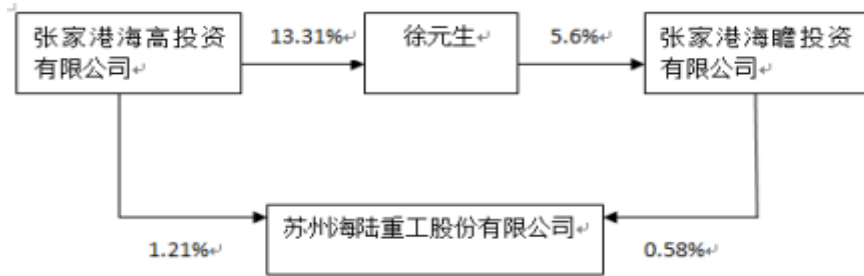 张家港海高投资
有限公司
13.31%
徐元生
5.6%
张家港海瞻投资
有限公司
苏州海陆重工股份有限公司
1.21%
0.58%